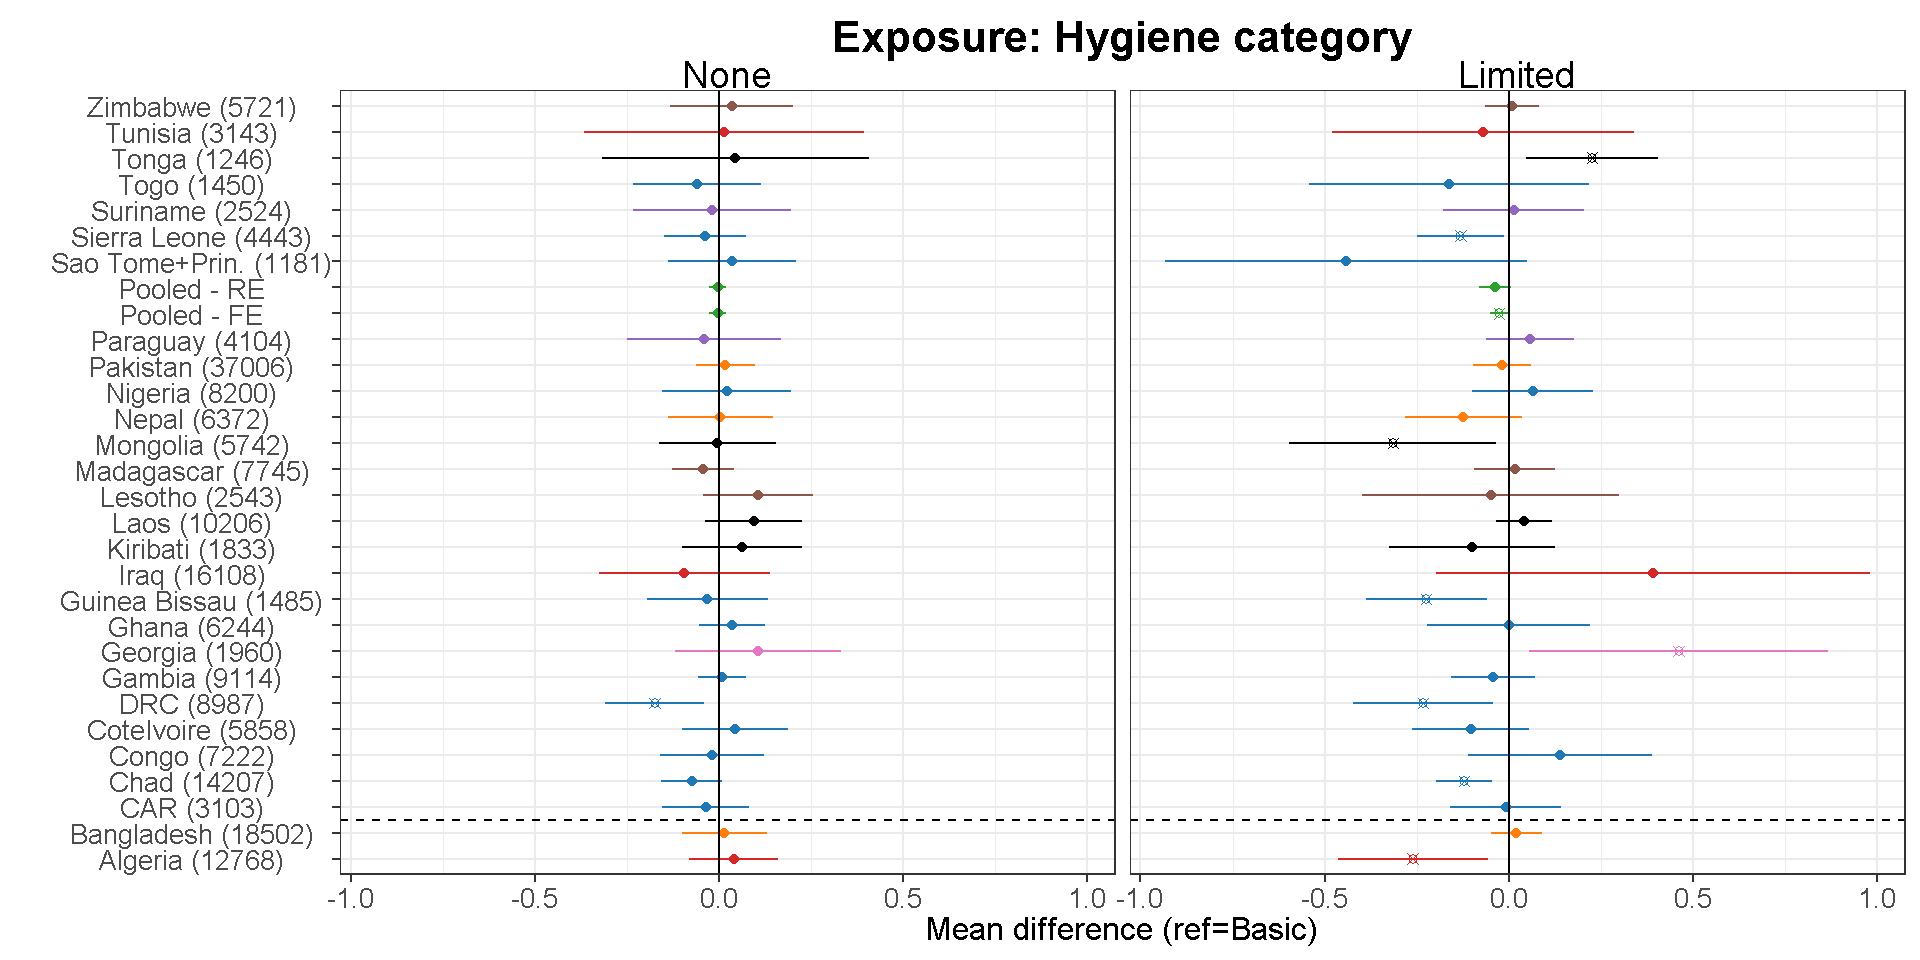 Exposure: Hygiene category
None
Limited
Zimbabwe (5721)
Tunisia (3143)
Tonga (1246)
Togo (1450)
Suriname (2524)
Sierra Leone (4443)
Sao Tome+Prin. (1181)
Pooled - RE
Pooled - FE
Paraguay (4104)
Pakistan (37006)
Nigeria (8200)
Nepal (6372)
Mongolia (5742)
Madagascar (7745)
Lesotho (2543)
Laos (10206)
Kiribati (1833)
Iraq (16108)
Guinea Bissau (1485)
Ghana (6244)
Georgia (1960)
Gambia (9114)
DRC (8987)
CoteIvoire (5858)
Congo (7222)
Chad (14207)
CAR (3103)
Bangladesh (18502)
Algeria (12768)
-1.0 -0.5 0.0 0.5 1.0 -1.0 -0.5 0.0 0.5 1.0
Mean difference (ref=Basic)